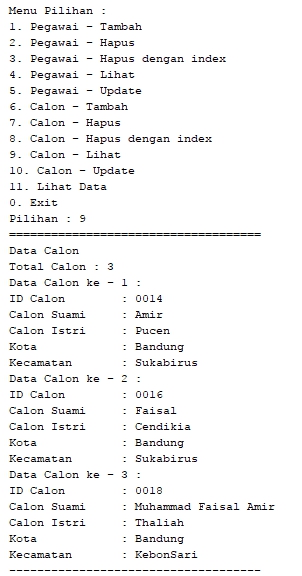 Menu Pilihan :
1. Pegawai - Tambah
2. Pegawai - Hapus
3. Pegawai - Hapus dengan index
4. Pegawai - Lihat
5. Pegawai - Update
6. Calon - Tambah
7. Calon - Hapus
8. Calon - Hapus dengan index
9. Calon - Lihat
10. Calon - Update
11. Lihat Data
0. Exit
Pilihan : 9
====================================
Data Calon
Total Calon : 3
Data Calon ke - 1 :
ID Calon        : 0014
Calon Suami     : Amir
Calon Istri     : Pucen
Kota            : Bandung
Kecamatan       : Sukabirus
Data Calon ke - 2 :
ID Calon        : 0016
Calon Suami     : Faisal
Calon Istri     : Cendikia
Kota            : Bandung
Kecamatan       : Sukabirus
Data Calon ke - 3 :
ID Calon        : 0018
Calon Suami     : Muhammad Faisal Amir
Calon Istri     : Thaliah
Kota            : Bandung
Kecamatan       : KebonSari
------------------------------------